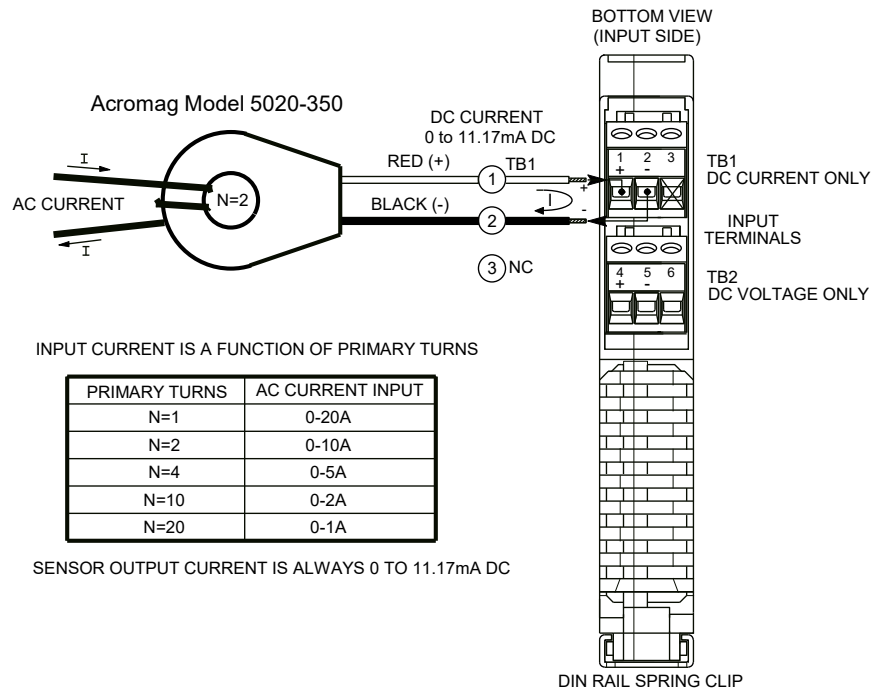 BOTTOM VIEW
(INPUT SIDE)
Acromag Model 5020-350
DC CURRENT
0 to 11.17mA DC
RED (+)
1
TB1
I
AC CURRENT
I
N=2
BLACK (-)
2
I
+
-
3 NC
1 2 3
+ -
TB1
DC CURRENT ONLY
INPUT
TERMINALS
4 5 6
+ -
TB2
DC VOLTAGE ONLY
INPUT CURRENT IS A FUNCTION OF PRIMARY TURNS
PRIMARY TURNS AC CURRENT INPUT
N=1 0-20A
N=2 0-10A
N=4 0-5A
N=10 0-2A
N=20 0-1A
SENSOR OUTPUT CURRENT IS ALWAYS 0 TO 11.17mA DC
DIN RAIL SPRING CLIP